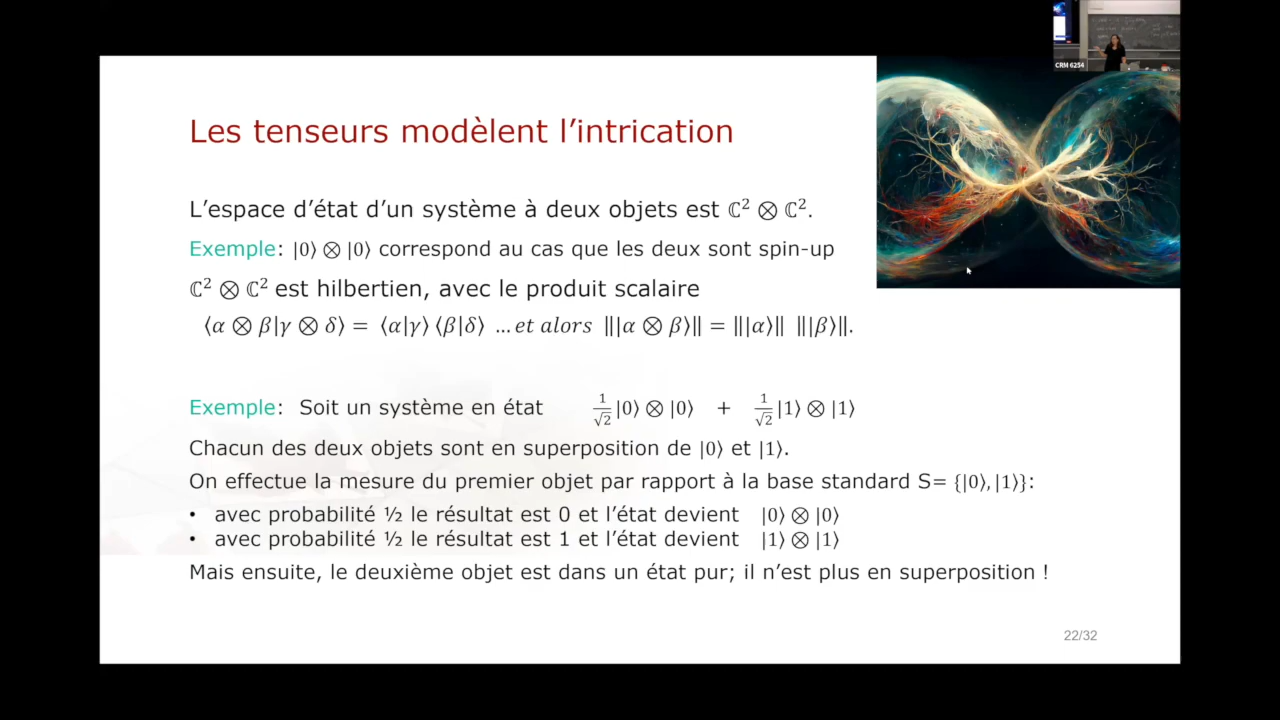 CRM 6254
Les tenseurs modèlent l’intrication
L’espace d’état d’un système à deux objets est ℂ² ⊗ ℂ².
Exemple: |0⟩ ⊗ |0⟩ correspond au cas que les deux sont spin-up
ℂ² ⊗ ℂ² est hilbertien, avec le produit scalaire
⟨α ⊗ β|γ ⊗ δ⟩ = ⟨α|γ⟩ ⟨β|δ⟩ … et alors ‖|α ⊗ β⟩‖ = ‖|α⟩‖ ‖|β⟩‖.
Exemple: Soit un système en état 1/√2 |0⟩ ⊗ |0⟩ + 1/√2 |1⟩ ⊗ |1⟩
Chacun des deux objets sont en superposition de |0⟩ et |1⟩.
On effectue la mesure du premier objet par rapport à la base standard S= {|0⟩, |1⟩}:
• avec probabilité ½ le résultat est 0 et l’état devient |0⟩ ⊗ |0⟩
• avec probabilité ½ le résultat est 1 et l’état devient |1⟩ ⊗ |1⟩
Mais ensuite, le deuxième objet est dans un état pur; il n’est plus en superposition !
22/32